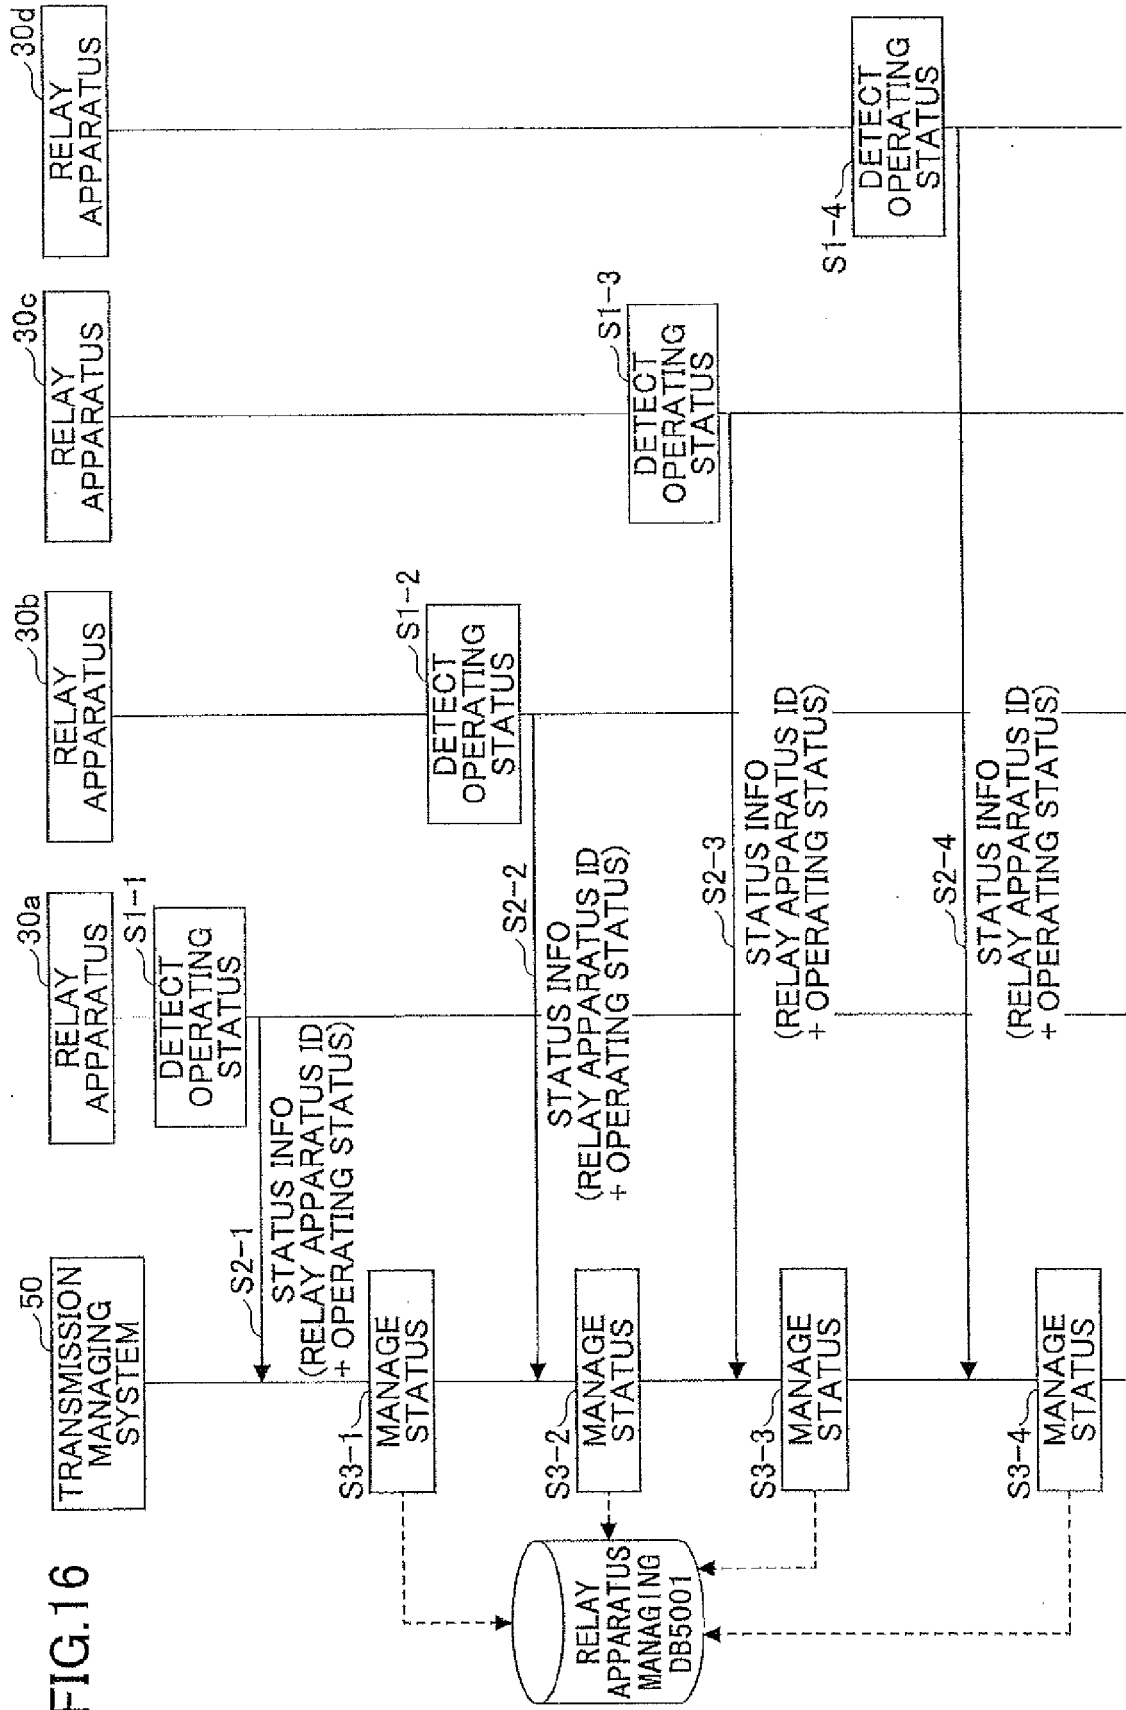 FIG.16
TRANSMISSION
MANAGING
SYSTEM
50
RELAY
APPARATUS
30a
RELAY
APPARATUS
30b
RELAY
APPARATUS
30c
RELAY
APPARATUS
30d
S1-1
DETECT
OPERATING
STATUS
S2-1
STATUS INFO
(RELAY APPARATUS ID
+ OPERATING STATUS)
S3-1
MANAGE
STATUS
S1-2
DETECT
OPERATING
STATUS
S2-2
STATUS INFO
(RELAY APPARATUS ID
+ OPERATING STATUS)
S3-2
MANAGE
STATUS
S1-3
DETECT
OPERATING
STATUS
S2-3
STATUS INFO
(RELAY APPARATUS ID
+ OPERATING STATUS)
S3-3
MANAGE
STATUS
S1-4
DETECT
OPERATING
STATUS
S2-4
STATUS INFO
(RELAY APPARATUS ID
+ OPERATING STATUS)
S3-4
MANAGE
STATUS
RELAY
APPARATUS
MANAGING
DB5001